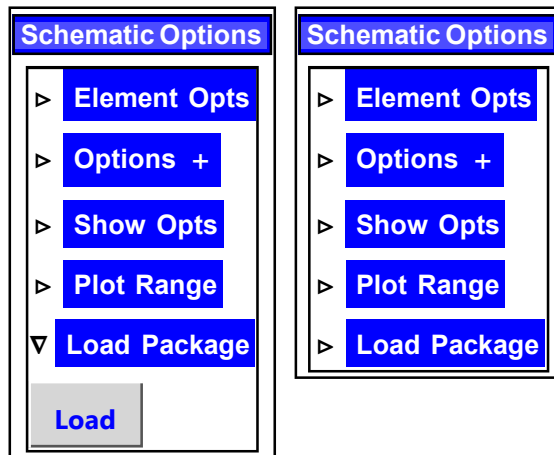 Schematic Options
Element Opts
Options +
Show Opts
Plot Range
Load Package
Load
Schematic Options
Element Opts
Options +
Show Opts
Plot Range
Load Package